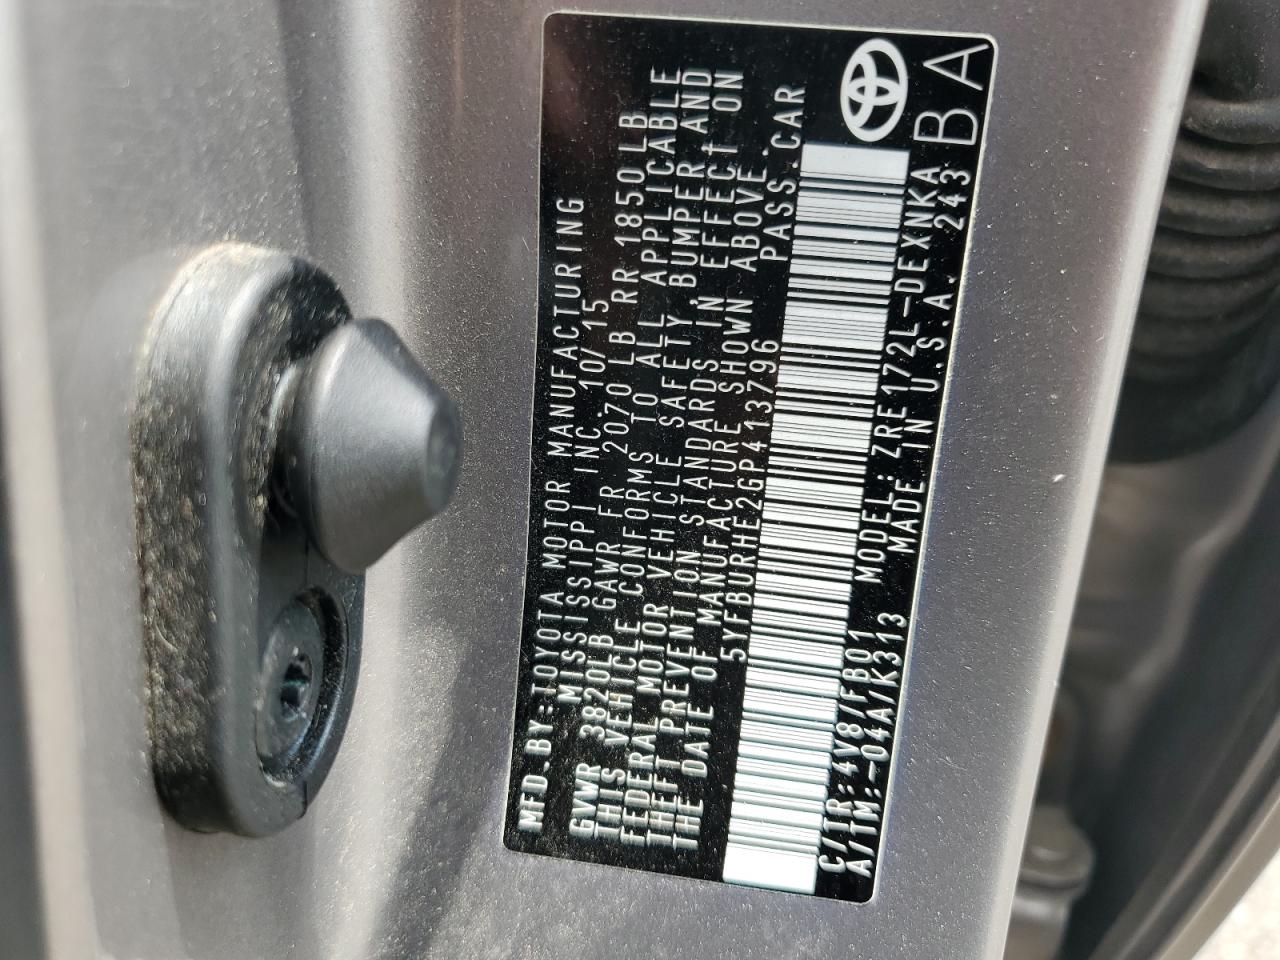 MFD.BY:TOYOTA MOTOR MANUFACTURING
MISSISSIPPI INC. 10/15
GVWR 3820LB GAWR FR 2070 LB RR 1850 LB
THIS VEHICLE CONFORMS TO ALL APPLICABLE
FEDERAL MOTOR VEHICLE SAFETY,BUMPER AND
THEFT PREVENTION STANDARDS IN EFFECT ON
THE DATE OF MANUFACTURE SHOWN ABOVE.
5YFBURHE2GP413796 PASS.CAR
C/TR:4V8/FB01 MODEL:ZRE172L-DEXNKA
A/TM:-04A/K313 MADE IN U.S.A. 243
BA